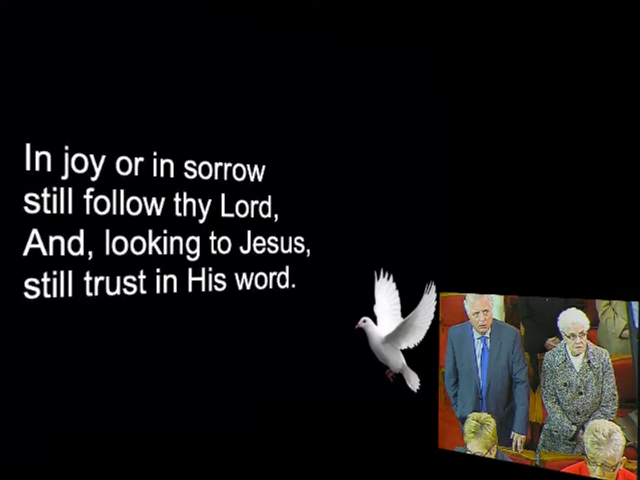 In joy or in sorrow
still follow thy Lord,
And, looking to Jesus,
still trust in His word.